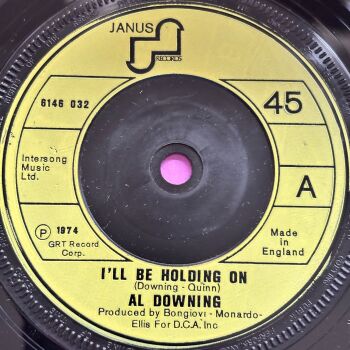 JANUS
RECORDS
6146 032
45
Intersong
Music
Ltd.
A
Ⓟ 1974
GRT Record
Corp.
Made in
England
I'LL BE HOLDING ON
(Downing - Quinn)
AL DOWNING
Produced by Bongiovi - Monardo-
Ellis For D.C.A. Inc